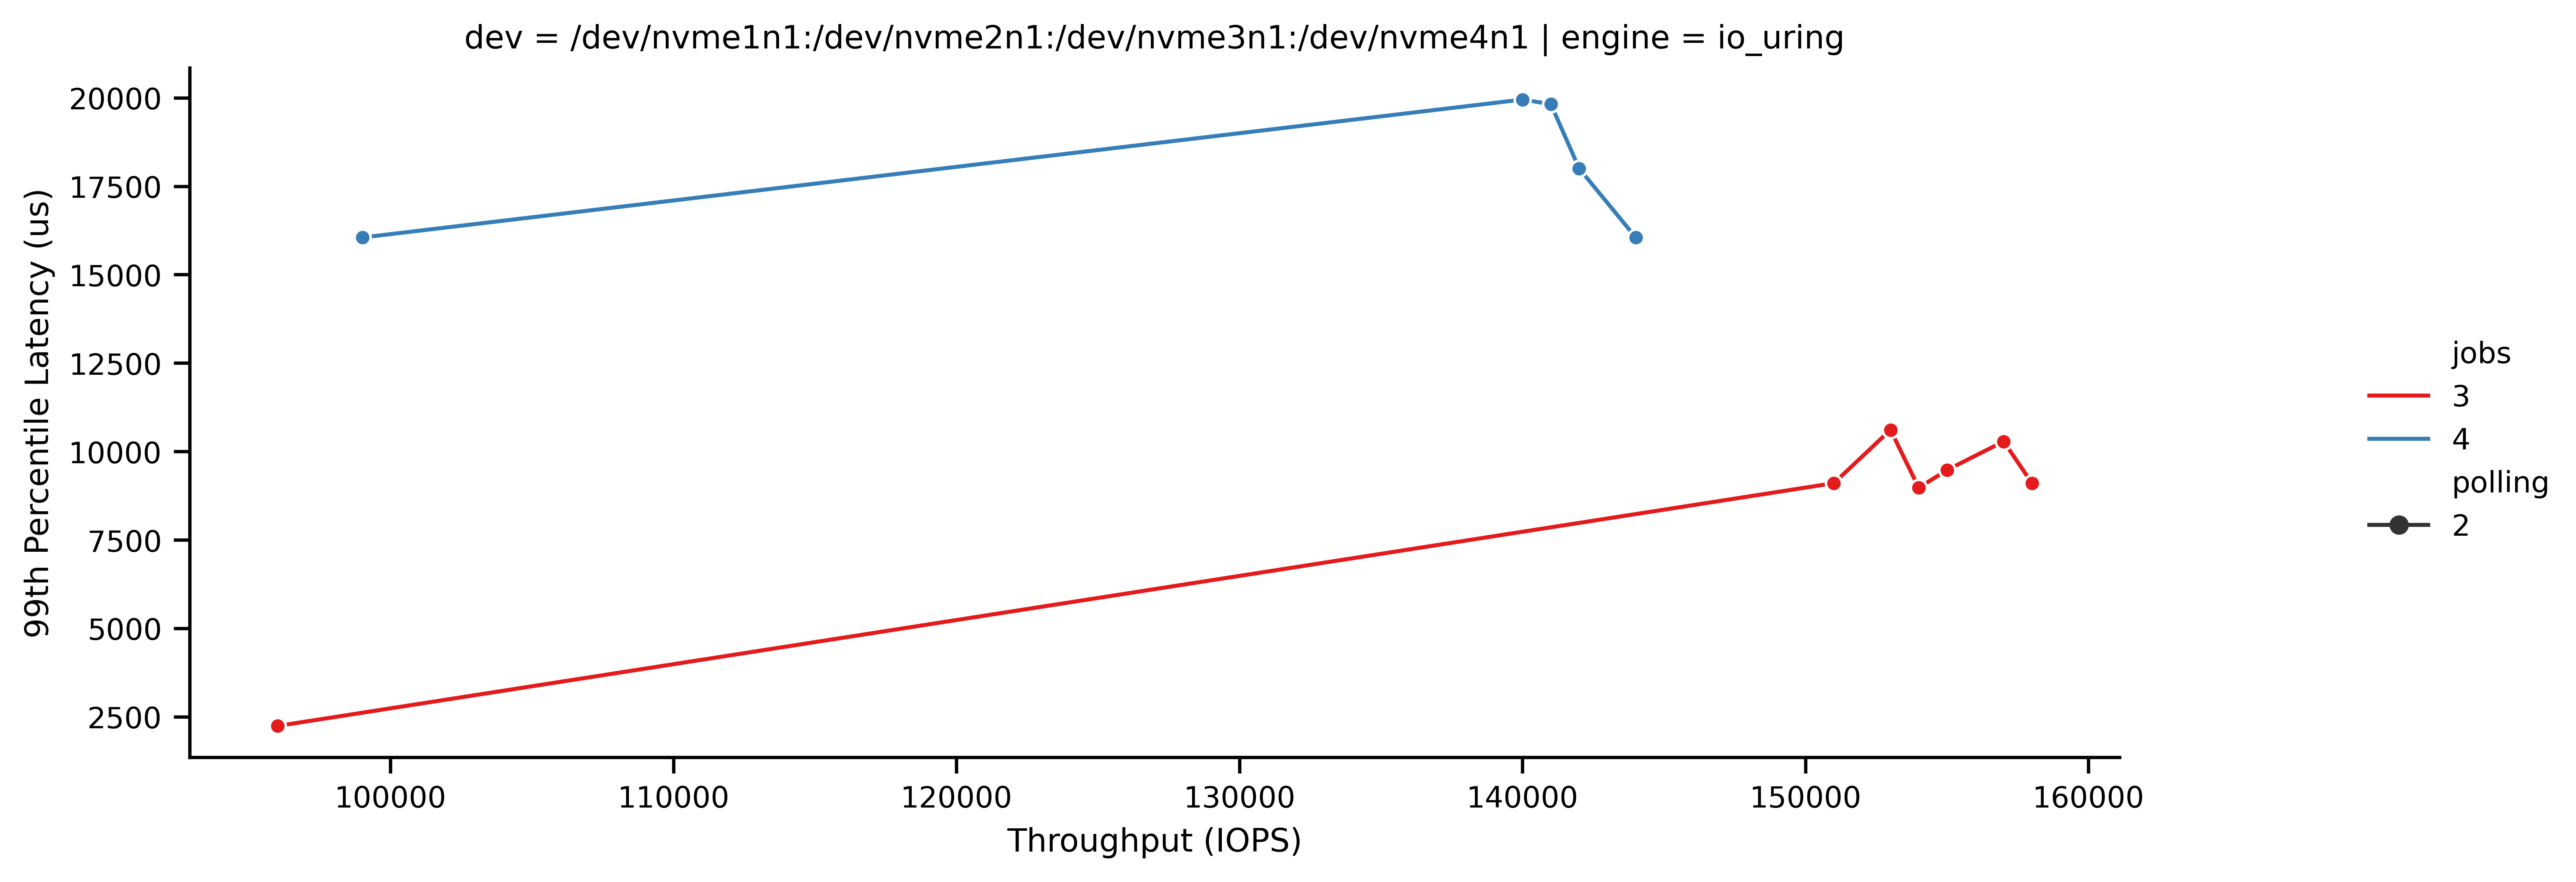 dev = /dev/nvme1n1:/dev/nvme2n1:/dev/nvme3n1:/dev/nvme4n1 | engine = io_uring
99th Percentile Latency (us)
20000
17500
15000
12500
10000
7500
5000
2500
100000 110000 120000 130000 140000 150000 160000
Throughput (IOPS)
jobs
3
4
polling
2